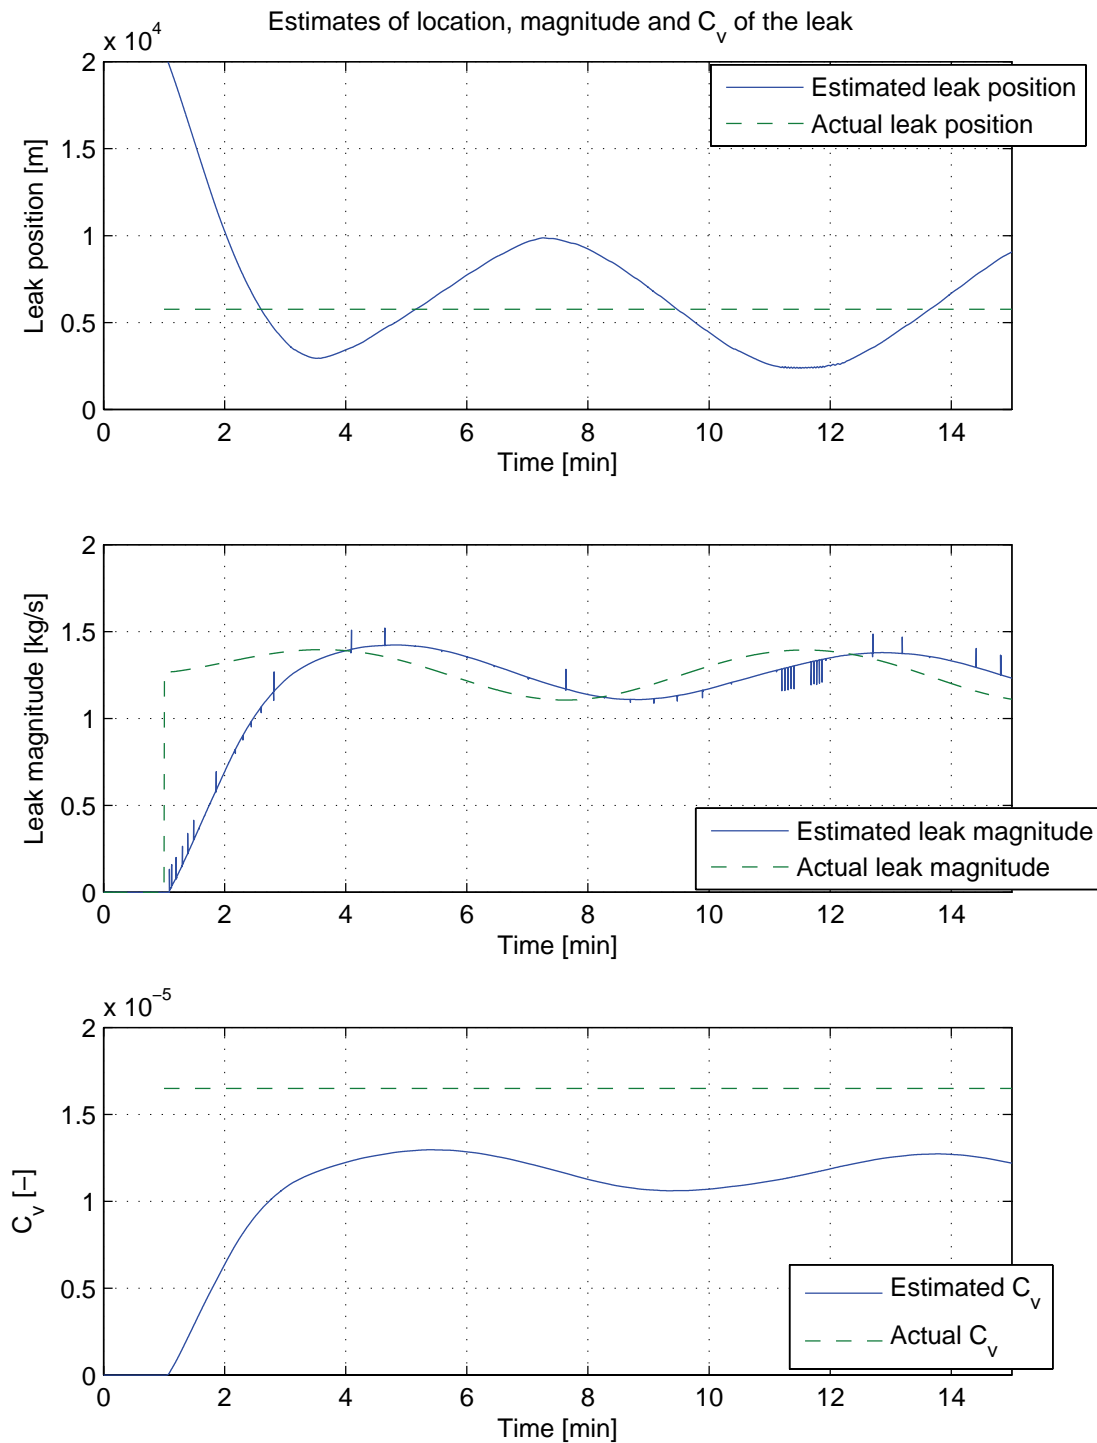 Estimates of location, magnitude and C_v of the leak
x 10^4
2
1.5
1
0.5
0
Leak position [m]
Estimated leak position
Actual leak position
0 2 4 6 8 10 12 14
Time [min]
2
1.5
1
0.5
0
Leak magnitude [kg/s]
Estimated leak magnitude
Actual leak magnitude
0 2 4 6 8 10 12 14
Time [min]
x 10^−5
2
1.5
1
0.5
0
C_v [−]
Estimated C_v
Actual C_v
0 2 4 6 8 10 12 14
Time [min]